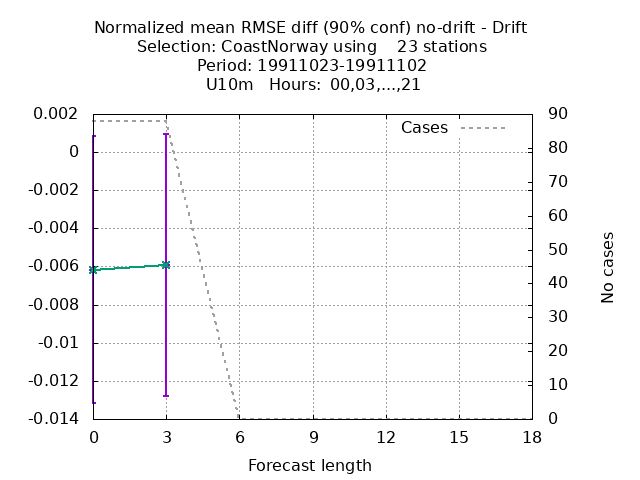 Normalized mean RMSE diff (90% conf) no-drift - Drift
Selection: CoastNorway using    23 stations
Period: 19911023-19911102
U10m   Hours:  00,03,...,21
0.002
0
-0.002
-0.004
-0.006
-0.008
-0.01
-0.012
-0.014
Cases
90
80
70
60
50
40
30
20
10
0
No cases
0 3 6 9 12 15 18
Forecast length